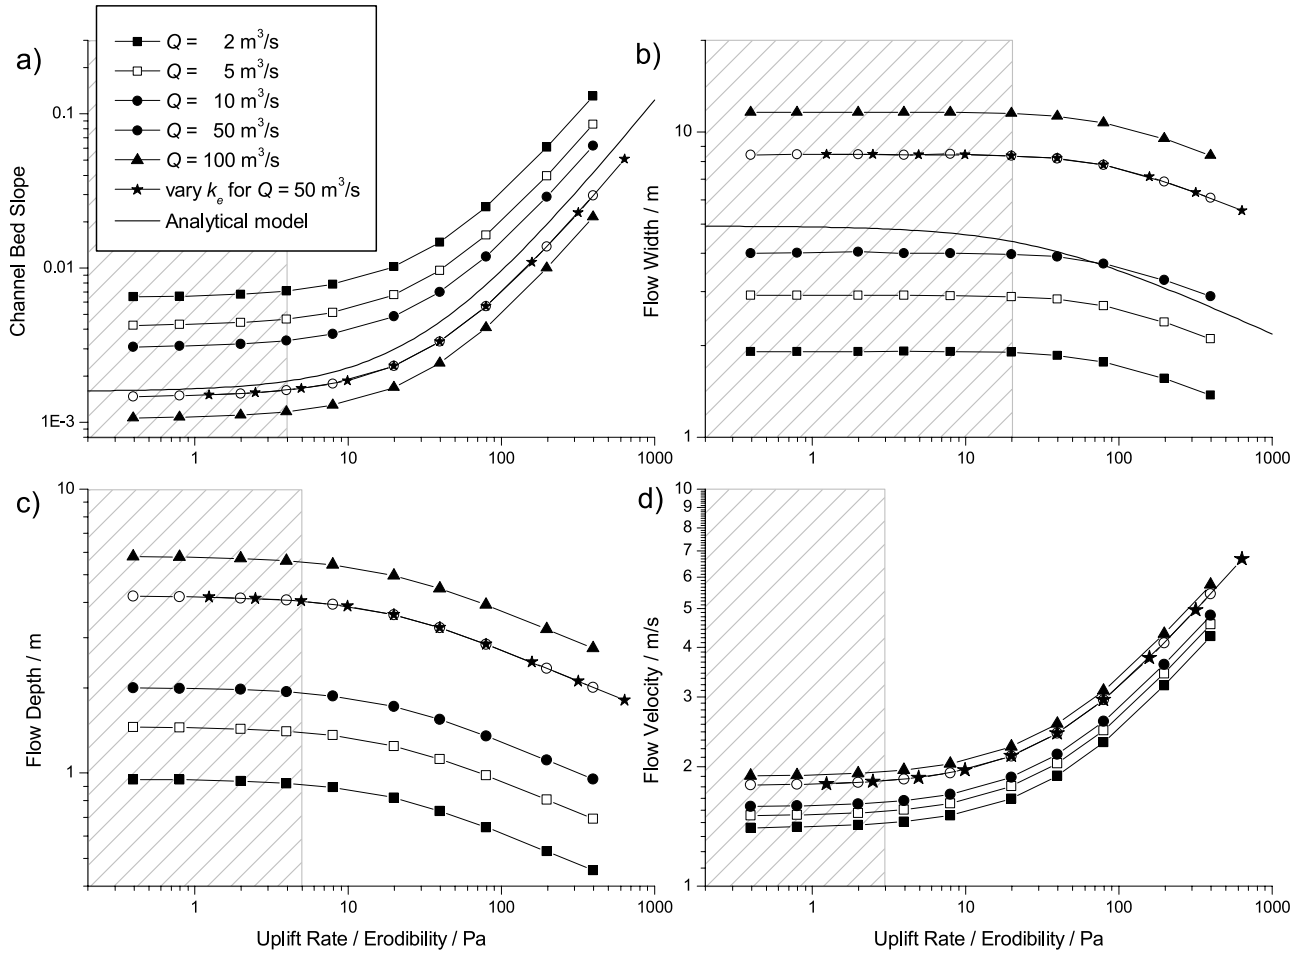 a)
Q = 2 m³/s
Q = 5 m³/s
Q = 10 m³/s
Q = 50 m³/s
Q = 100 m³/s
vary kₑ for Q = 50 m³/s
Analytical model
Channel Bed Slope
0.1
0.01
1E-3
1 10 100 1000
b)
Flow Width / m
10
1
1 10 100 1000
c)
Flow Depth / m
10
1
1 10 100 1000
Uplift Rate / Erodibility / Pa
d)
Flow Velocity / m/s
10
9
8
7
6
5
4
3
2
1
1 10 100 1000
Uplift Rate / Erodibility / Pa